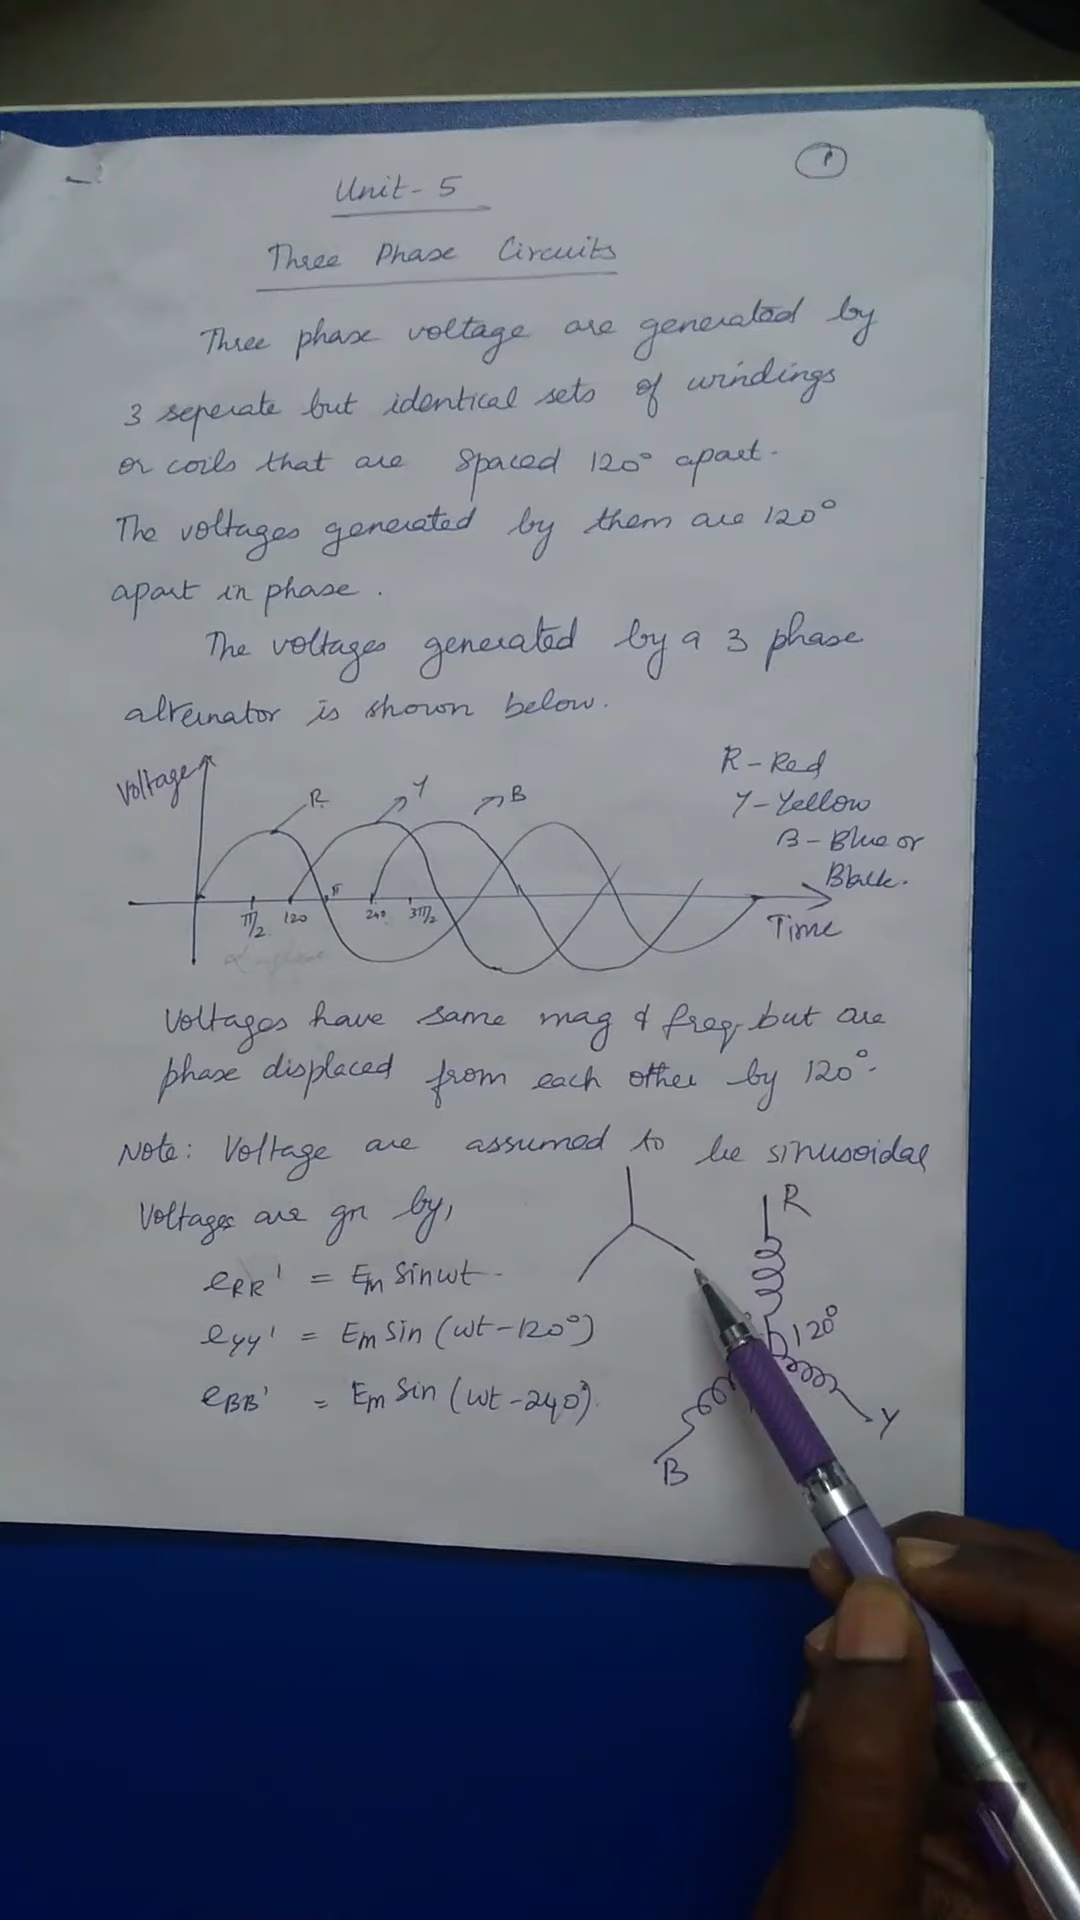 1
Unit - 5
Three Phase Circuits
Three phase voltage are generated by
3 seperate but identical sets of windings
or coils that are spaced 120° apart.
The voltages generated by them are 120°
apart in phase.
The voltages generated by a 3 phase
alternator is shown below.
Voltage
R
Y
B
R - Red
Y - Yellow
B - Blue or
Black.
π/2
120
π
240
3π/2
Time
Voltages have same mag & freq. but are
phase displaced from each other by 120°.
Note: Voltage are assumed to be sinusoidal
Voltages are gn by,
eRR' = Em Sin wt
eYY' = Em Sin (wt - 120°)
eBB' = Em Sin (wt - 240°)
R
120°
Y
B